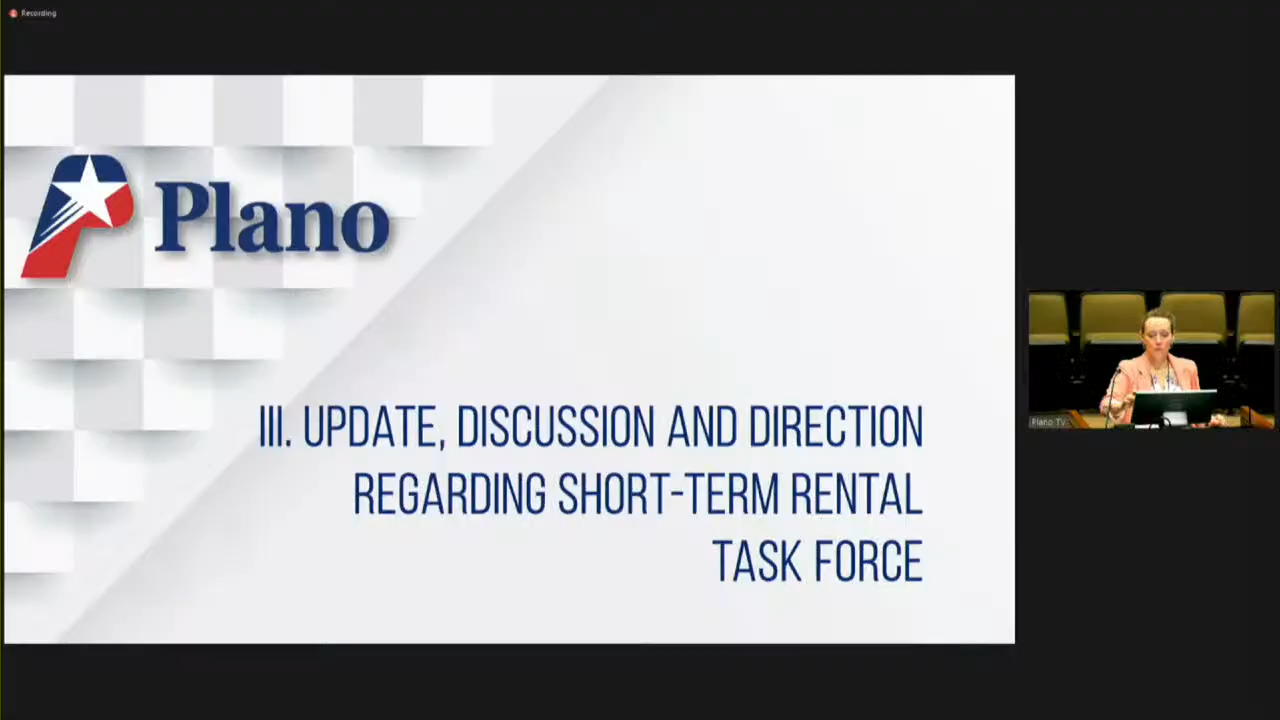 Recording
Plano
III. UPDATE, DISCUSSION AND DIRECTION
REGARDING SHORT-TERM RENTAL
TASK FORCE
Plano TV